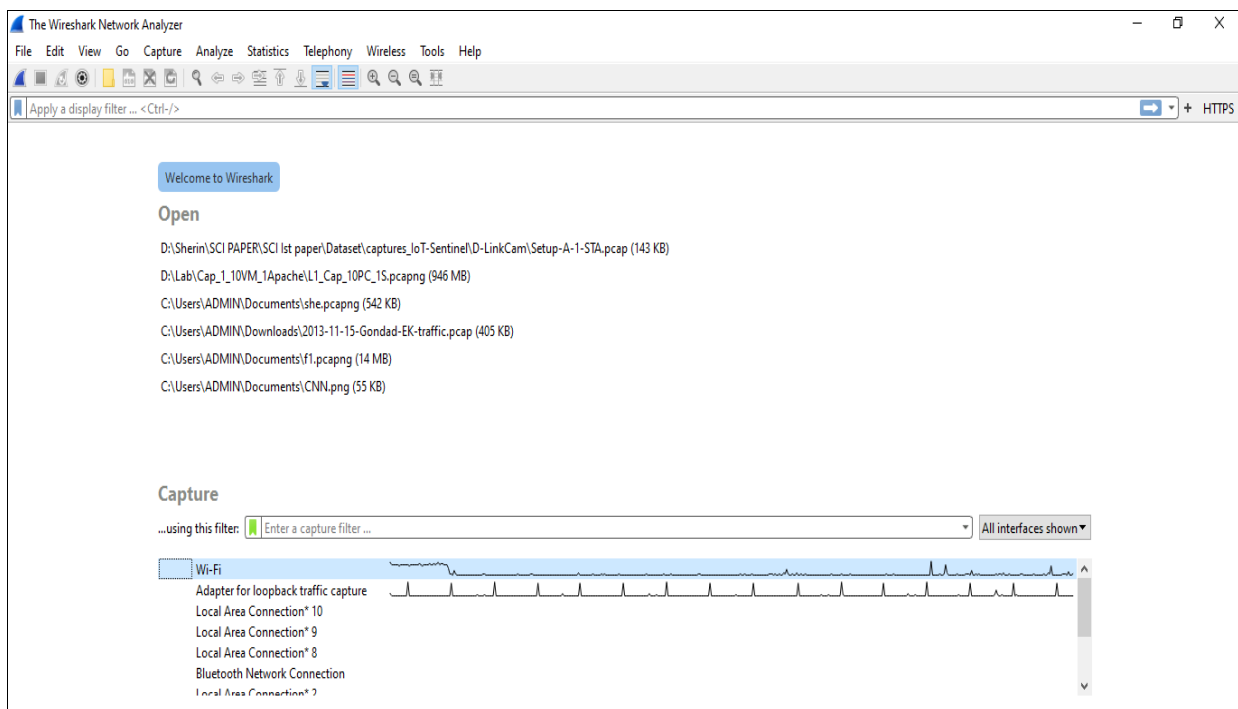 The Wireshark Network Analyzer
File Edit View Go Capture Analyze Statistics Telephony Wireless Tools Help
Apply a display filter ... <Ctrl-/>
+ HTTPS
Welcome to Wireshark
Open
D:\Sherin\SCI PAPER\SCI Ist paper\Dataset\captures_IoT-Sentinel\D-LinkCam\Setup-A-1-STA.pcap (143 KB)
D:\Lab\Cap_1_10VM_1Apache\L1_Cap_10PC_1S.pcapng (946 MB)
C:\Users\ADMIN\Documents\she.pcapng (542 KB)
C:\Users\ADMIN\Downloads\2013-11-15-Gondad-EK-traffic.pcap (405 KB)
C:\Users\ADMIN\Documents\f1.pcapng (14 MB)
C:\Users\ADMIN\Documents\CNN.png (55 KB)
Capture
...using this filter: Enter a capture filter ... All interfaces shown
Wi-Fi
Adapter for loopback traffic capture
Local Area Connection* 10
Local Area Connection* 9
Local Area Connection* 8
Bluetooth Network Connection
Local Area Connection* 2